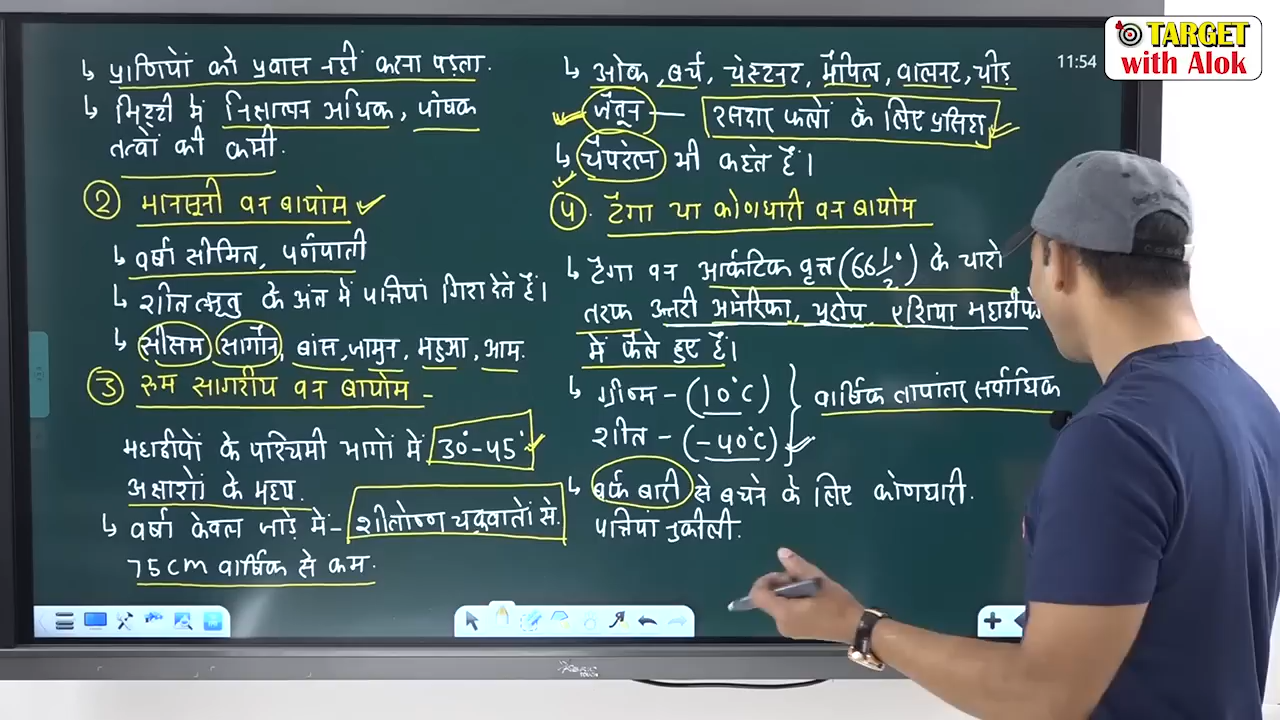 ↳ प्राणियों को प्रवास नहीं करना पड़ता.
↳ मिट्टी में निक्षालन अधिक, पोषक
तत्वों की कमी.
② मानसूनी वन बायोम
↳ वर्षा सीमित, पर्णपाती
↳ शीत ऋतु के अंत में पत्तियां गिरा देते हैं।
↳ सीसम सागौन, बांस, जामुन, महुआ, आम.
③ रूम सागरीय वन बायोम -
महाद्वीपों के पश्चिमी भागों में 30°-45°
अक्षाशों के मध्य.
↳ वर्षा केवल जाड़े में- शीतोष्ण चक्रवातों से.
75cm वार्षिक से कम.
↳ ओक, बर्च, चेस्टनट, मैपिल, वालनट, चीड़
जैतून — रसदार फलों के लिए प्रसिद्ध
↳ चैपरेल भी कहते हैं।
④. टैगा या कोणधारी वन बायोम
↳ टैगा वन आर्कटिक वृत्त (66½°) के चारो
तरफ उत्तरी अमेरिका, यूरोप, एशिया महाद्वीपो
में फैले हुए हैं।
↳ ग्रीष्म - (10°C)
शीत - (-40°C)
} वार्षिक तापांतर सर्वाधिक
↳ बर्फ बारी से बचने के लिए कोणधारी.
पत्तियां नुकीली.
11:54
TARGET
with Alok